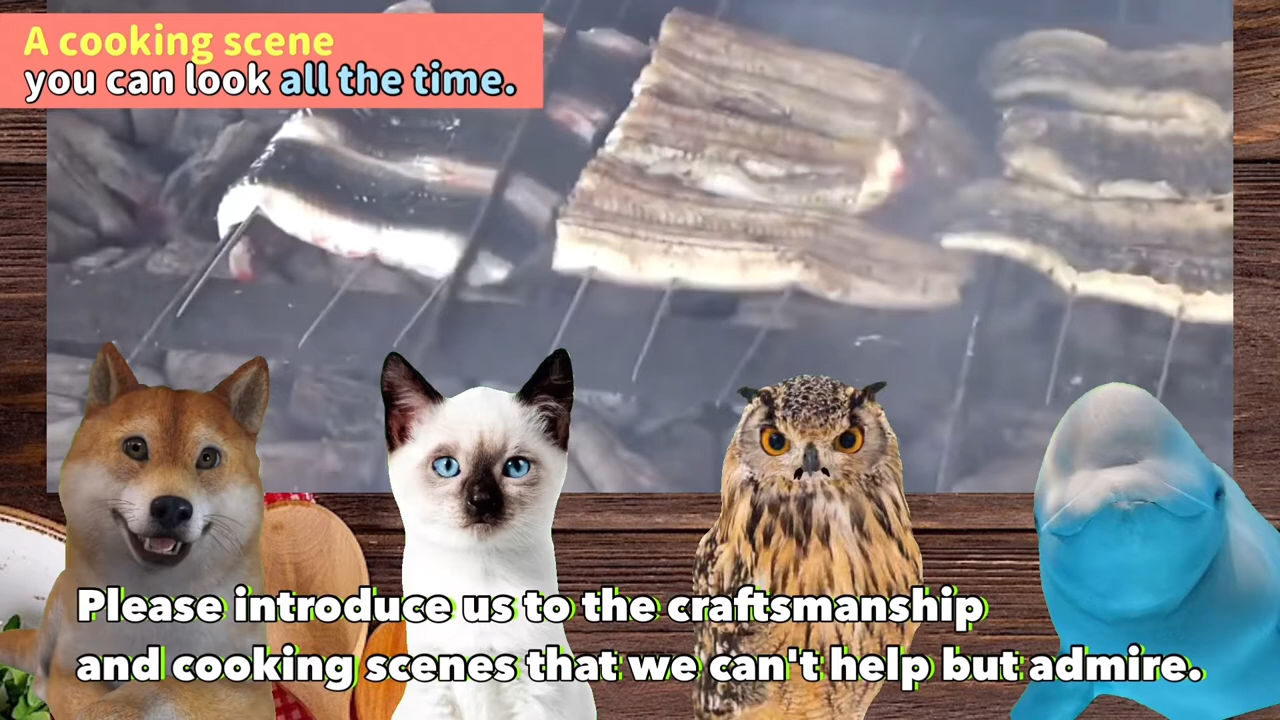 A cooking scene
you can look all the time.
Please introduce us to the craftsmanship
and cooking scenes that we can't help but admire.